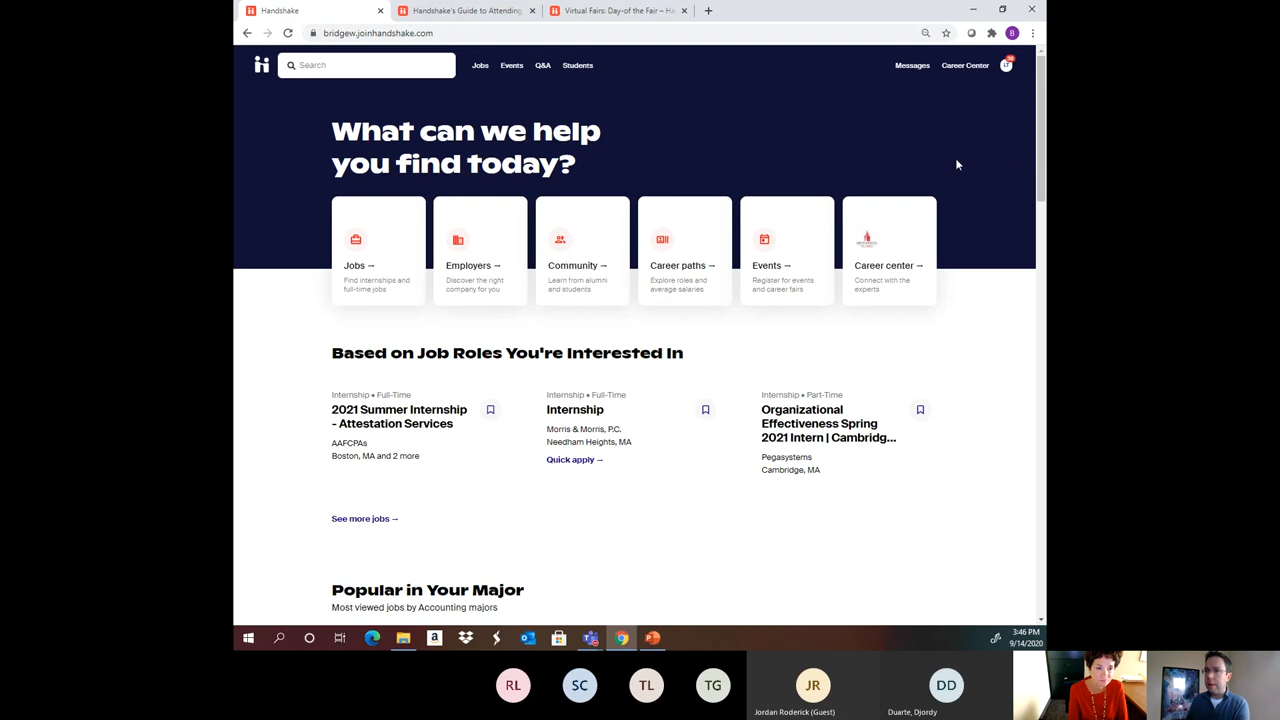 Handshake
Handshake's Guide to Attending
Virtual Fairs: Day-of the Fair – Ha
bridgew.joinhandshake.com
B
Search
Jobs
Events
Q&A
Students
Messages
Career Center
LT
What can we help
you find today?
Jobs →
Find internships and
full-time jobs
Employers →
Discover the right
company for you
Community →
Learn from alumni
and students
Career paths →
Explore roles and
average salaries
Events →
Register for events
and career fairs
Career center →
Connect with the
experts
Based on Job Roles You're Interested In
Internship • Full-Time
2021 Summer Internship
- Attestation Services
AAFCPAs
Boston, MA and 2 more
Internship • Full-Time
Internship
Morris & Morris, P.C.
Needham Heights, MA
Quick apply →
Internship • Part-Time
Organizational
Effectiveness Spring
2021 Intern | Cambridg...
Pegasystems
Cambridge, MA
See more jobs →
Popular in Your Major
Most viewed jobs by Accounting majors
3:46 PM
9/14/2020
RL
SC
TL
TG
JR
Jordan Roderick (Guest)
DD
Duarte, Djordy